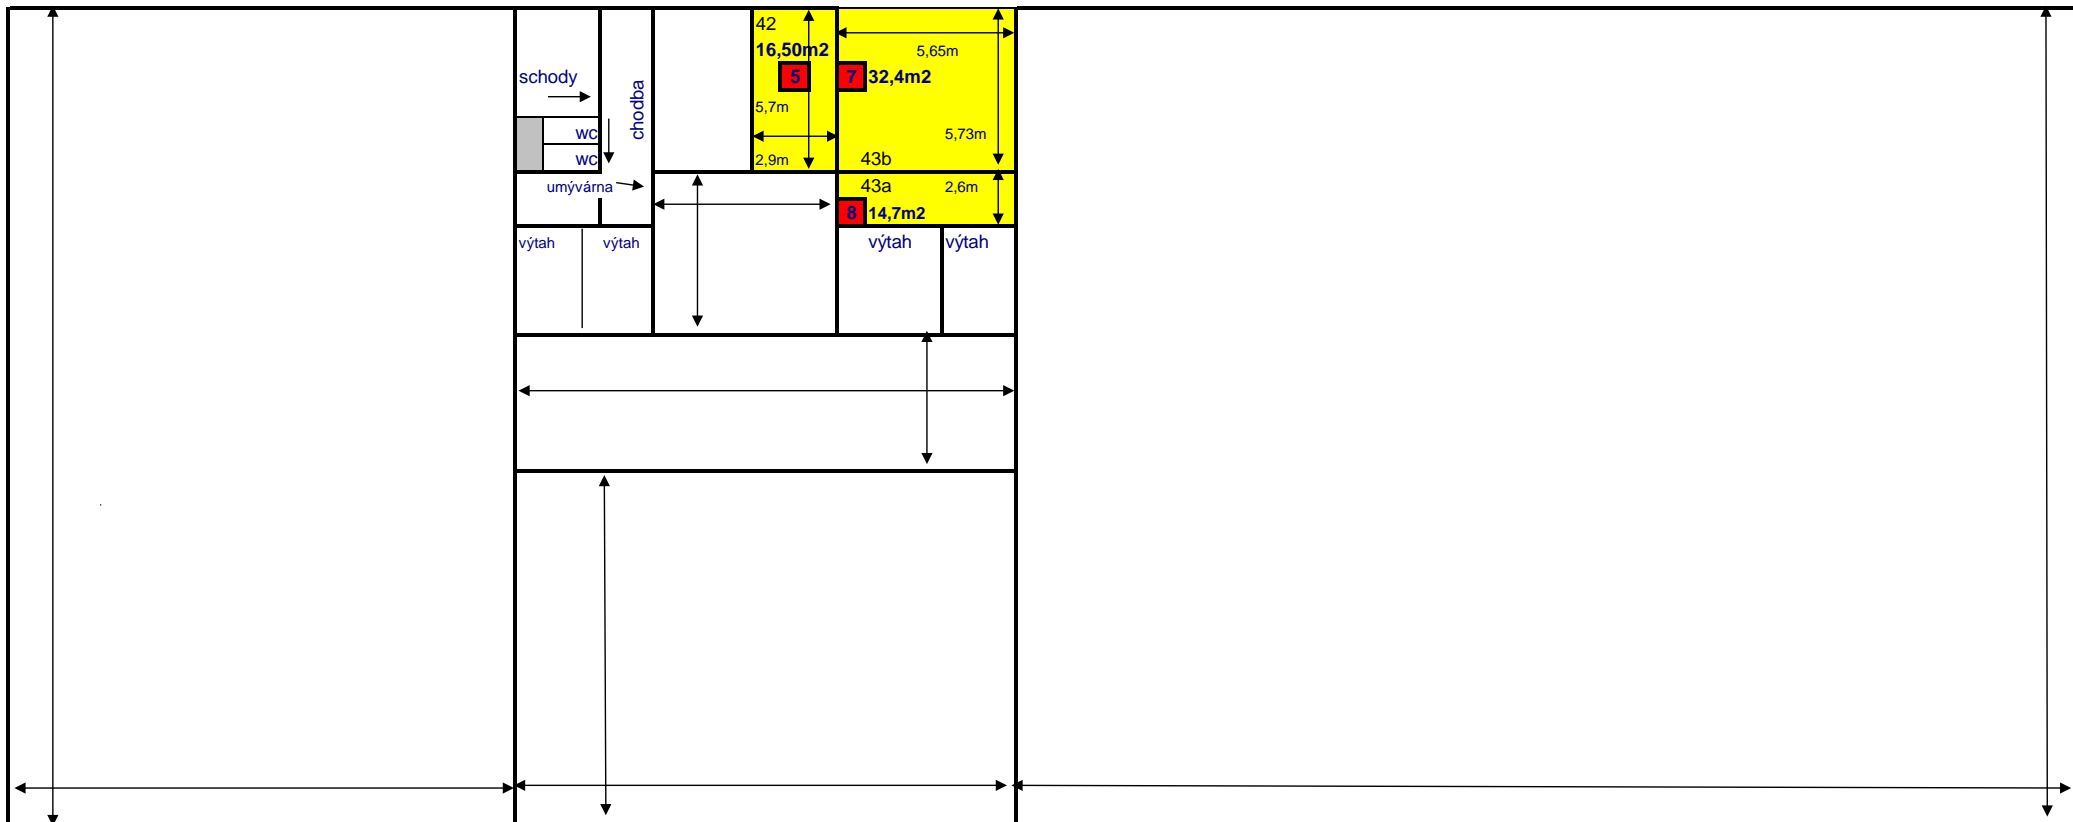 42
16,50m2
5,65m
schody
5
7 32,4m2
chodba
5,7m
wc
5,73m
wc
2,9m
43b
umývárna
43a
2,6m
8 14,7m2
výtah
výtah
výtah
výtah